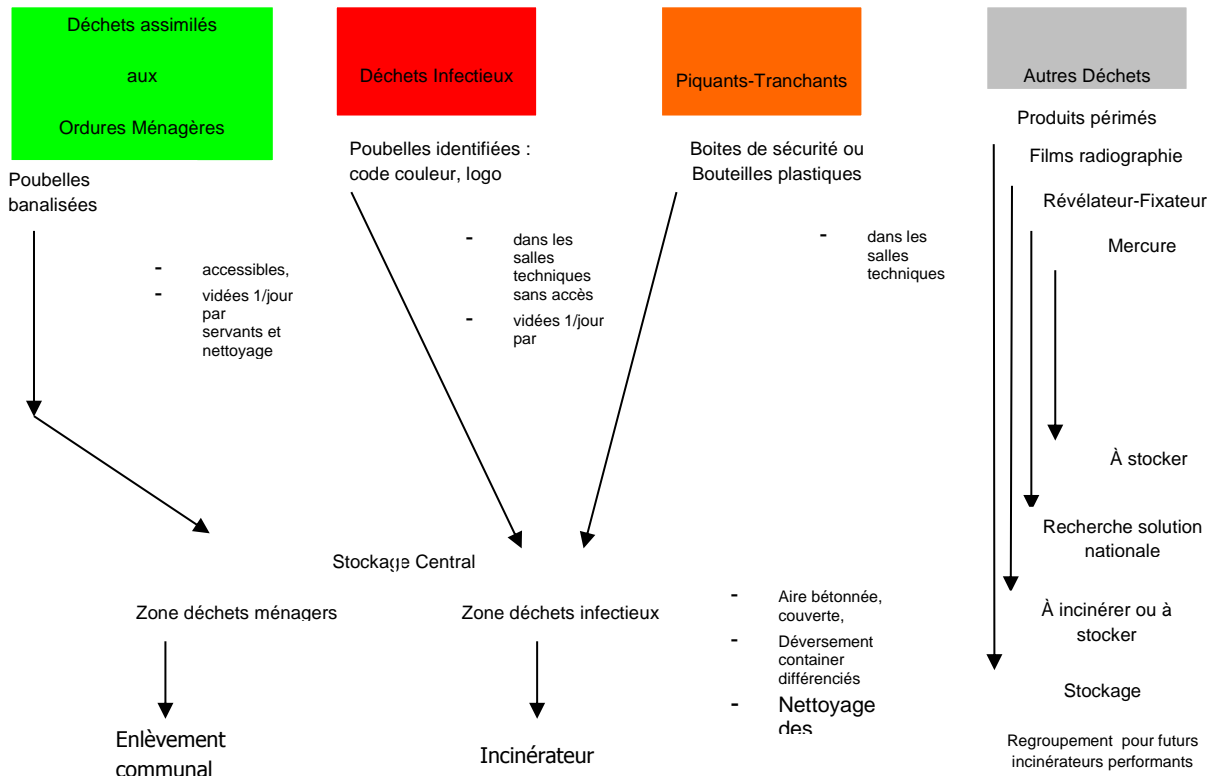 Déchets assimilés
aux
Ordures Ménagères
Déchets Infectieux
Piquants-Tranchants
Autres Déchets
Poubelles
banalisées
- accessibles,
- vidées 1/jour
par
servants et
nettoyage
Poubelles identifiées :
code couleur, logo
- dans les
salles
techniques
sans accès
- vidées 1/jour
par
Boites de sécurité ou
Bouteilles plastiques
- dans les
salles
techniques
Produits périmés
Films radiographie
Révélateur-Fixateur
Mercure
À stocker
Recherche solution
nationale
À incinérer ou à
stocker
Stockage
Regroupement pour futurs
incinérateurs performants
Stockage Central
Zone déchets ménagers
Zone déchets infectieux
- Aire bétonnée,
couverte,
- Déversement
container
différenciés
- Nettoyage
des
Enlèvement
communal
Incinérateur